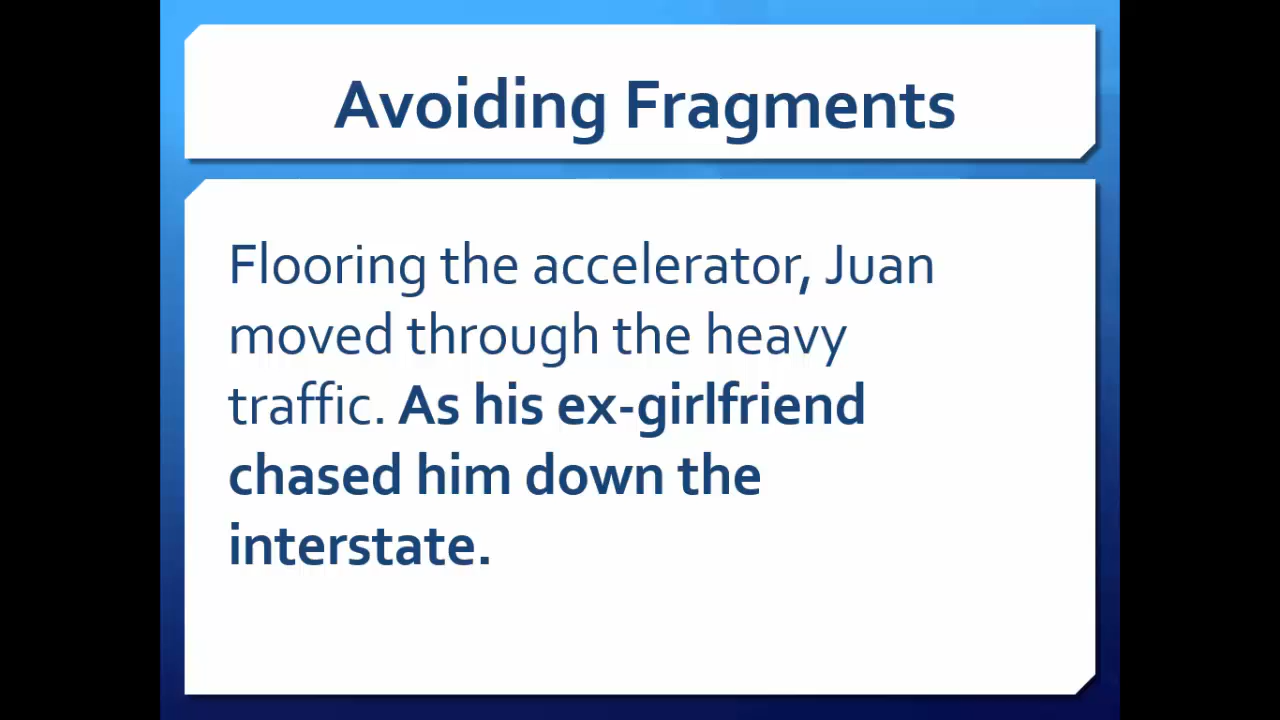 Avoiding Fragments
Flooring the accelerator, Juan
moved through the heavy
traffic. As his ex-girlfriend
chased him down the
interstate.